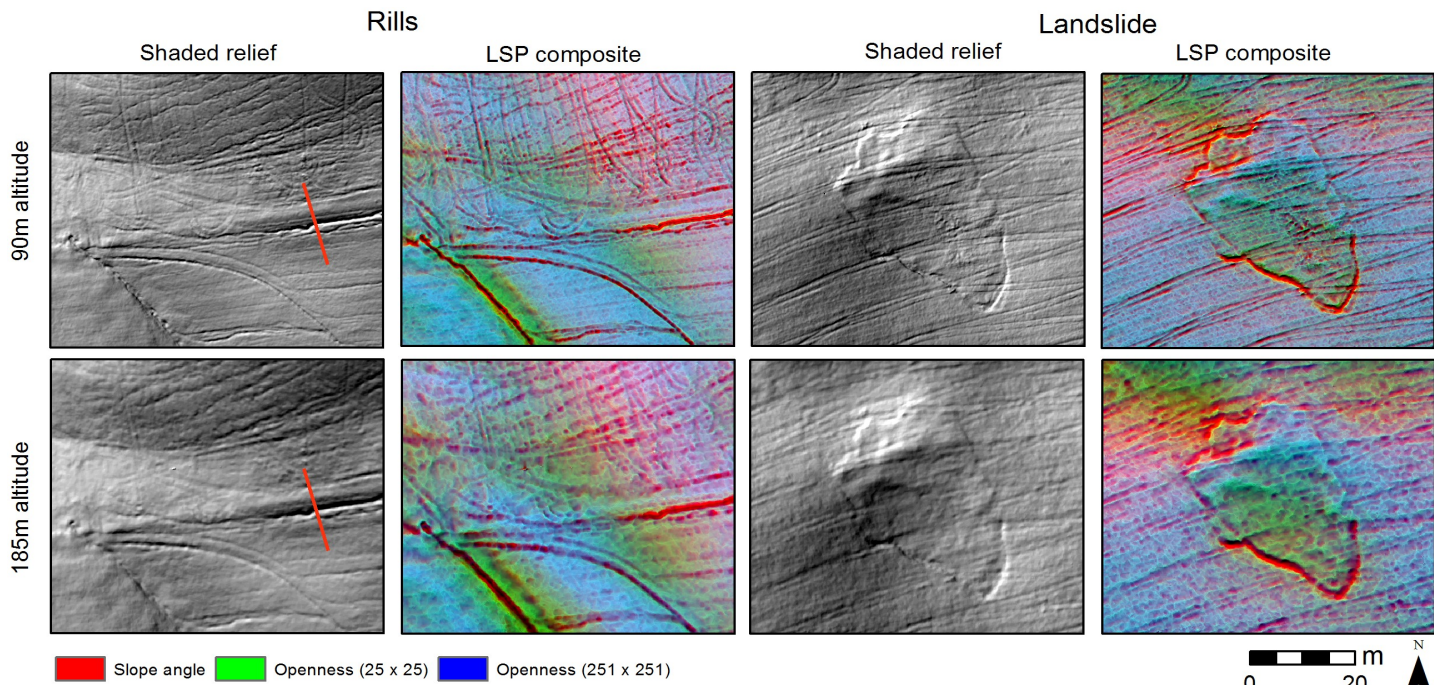 Rills
Landslide
Shaded relief
LSP composite
Shaded relief
LSP composite
90m altitude
185m altitude
Slope angle
Openness (25 x 25)
Openness (251 x 251)
m
0 20
N